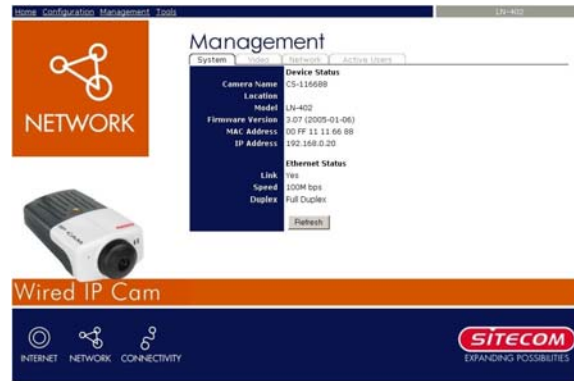 Home Configuration Management Tools
LN-402
Management
System Video Network Active Users
Device Status
Camera Name CS-116688
Location
Model LN-402
Firmware Version 3.07 (2005-01-06)
MAC Address 00 FF 11 11 66 88
IP Address 192.168.0.20
Ethernet Status
Link Yes
Speed 100M bps
Duplex Full Duplex
Refresh
NETWORK
IP CAM
Wired IP Cam
INTERNET NETWORK CONNECTIVITY
SITECOM
EXPANDING POSSIBILITIES